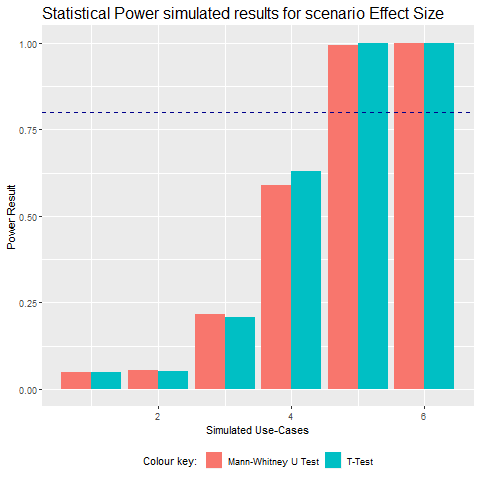 Statistical Power simulated results for scenario Effect Size
1.00
0.75
0.50
0.25
0.00
Power Result
2 4 6
Simulated Use-Cases
Colour key: Mann-Whitney U Test T-Test